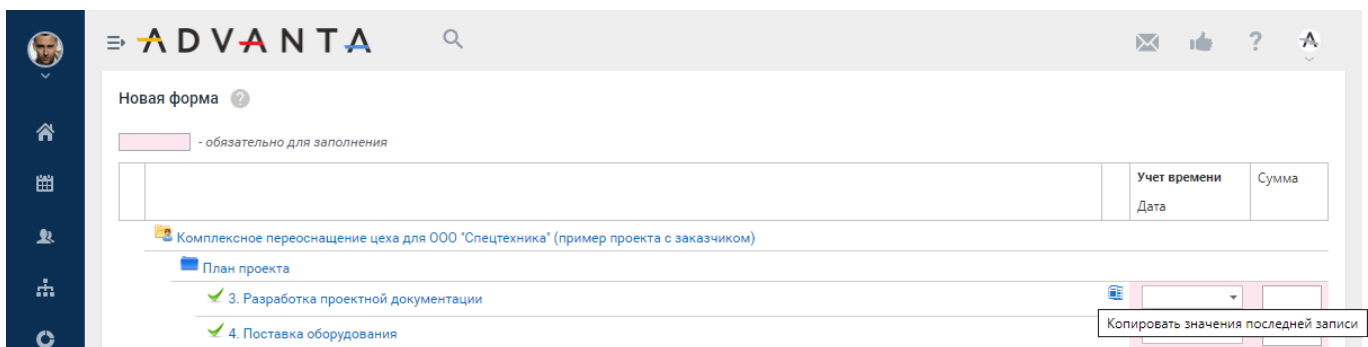 ADVANTA
Новая форма
- обязательно для заполнения
Учет времени Сумма
Дата
Комплексное переоснащение цеха для ООО "Спецтехника" (пример проекта с заказчиком)
План проекта
3. Разработка проектной документации
4. Поставка оборудования
Копировать значения последней записи